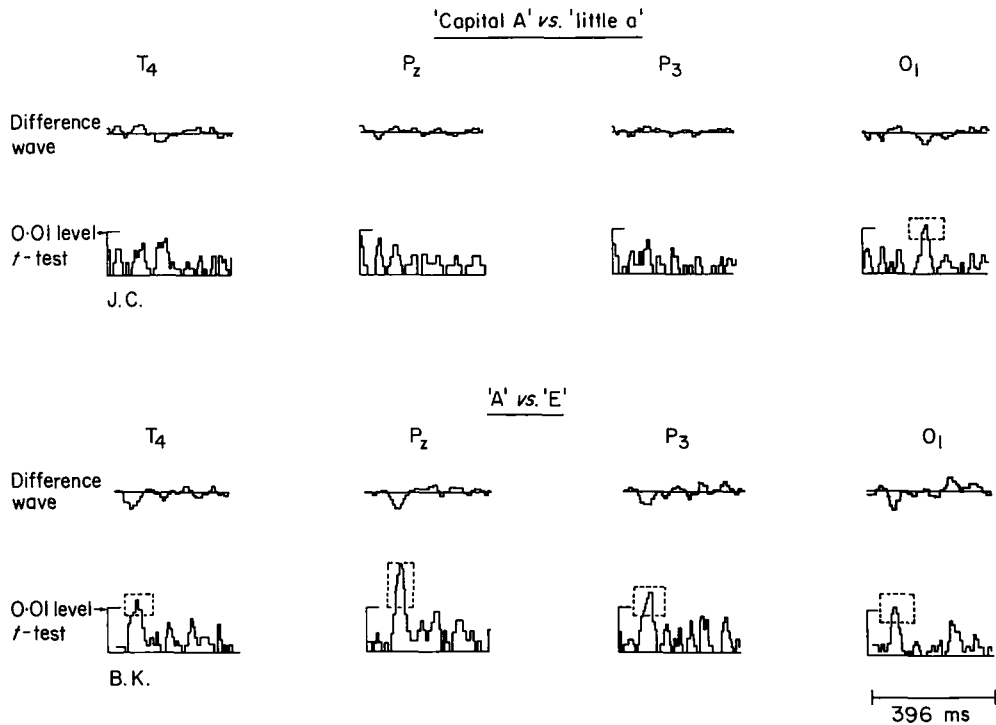 'Capital A' vs. 'little a'
T4 Pz P3 O1
Difference
wave
0·01 level
t-test
J.C.
'A' vs. 'E'
T4 Pz P3 O1
Difference
wave
0·01 level
t-test
B.K.
396 ms